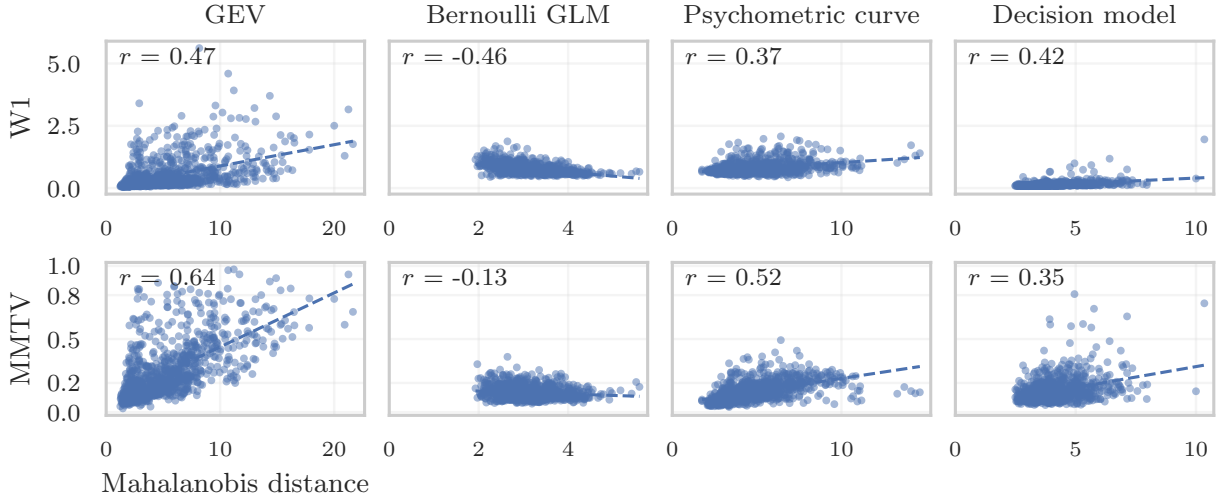 GEV Bernoulli GLM Psychometric curve Decision model
W1
5.0
2.5
0.0
r = 0.47 r = -0.46 r = 0.37 r = 0.42
0 10 20 0 2 4 0 10 0 5 10
MMTV
1.0
0.8
0.5
0.2
0.0
r = 0.64 r = -0.13 r = 0.52 r = 0.35
0 10 20 0 2 4 0 10 0 5 10
Mahalanobis distance